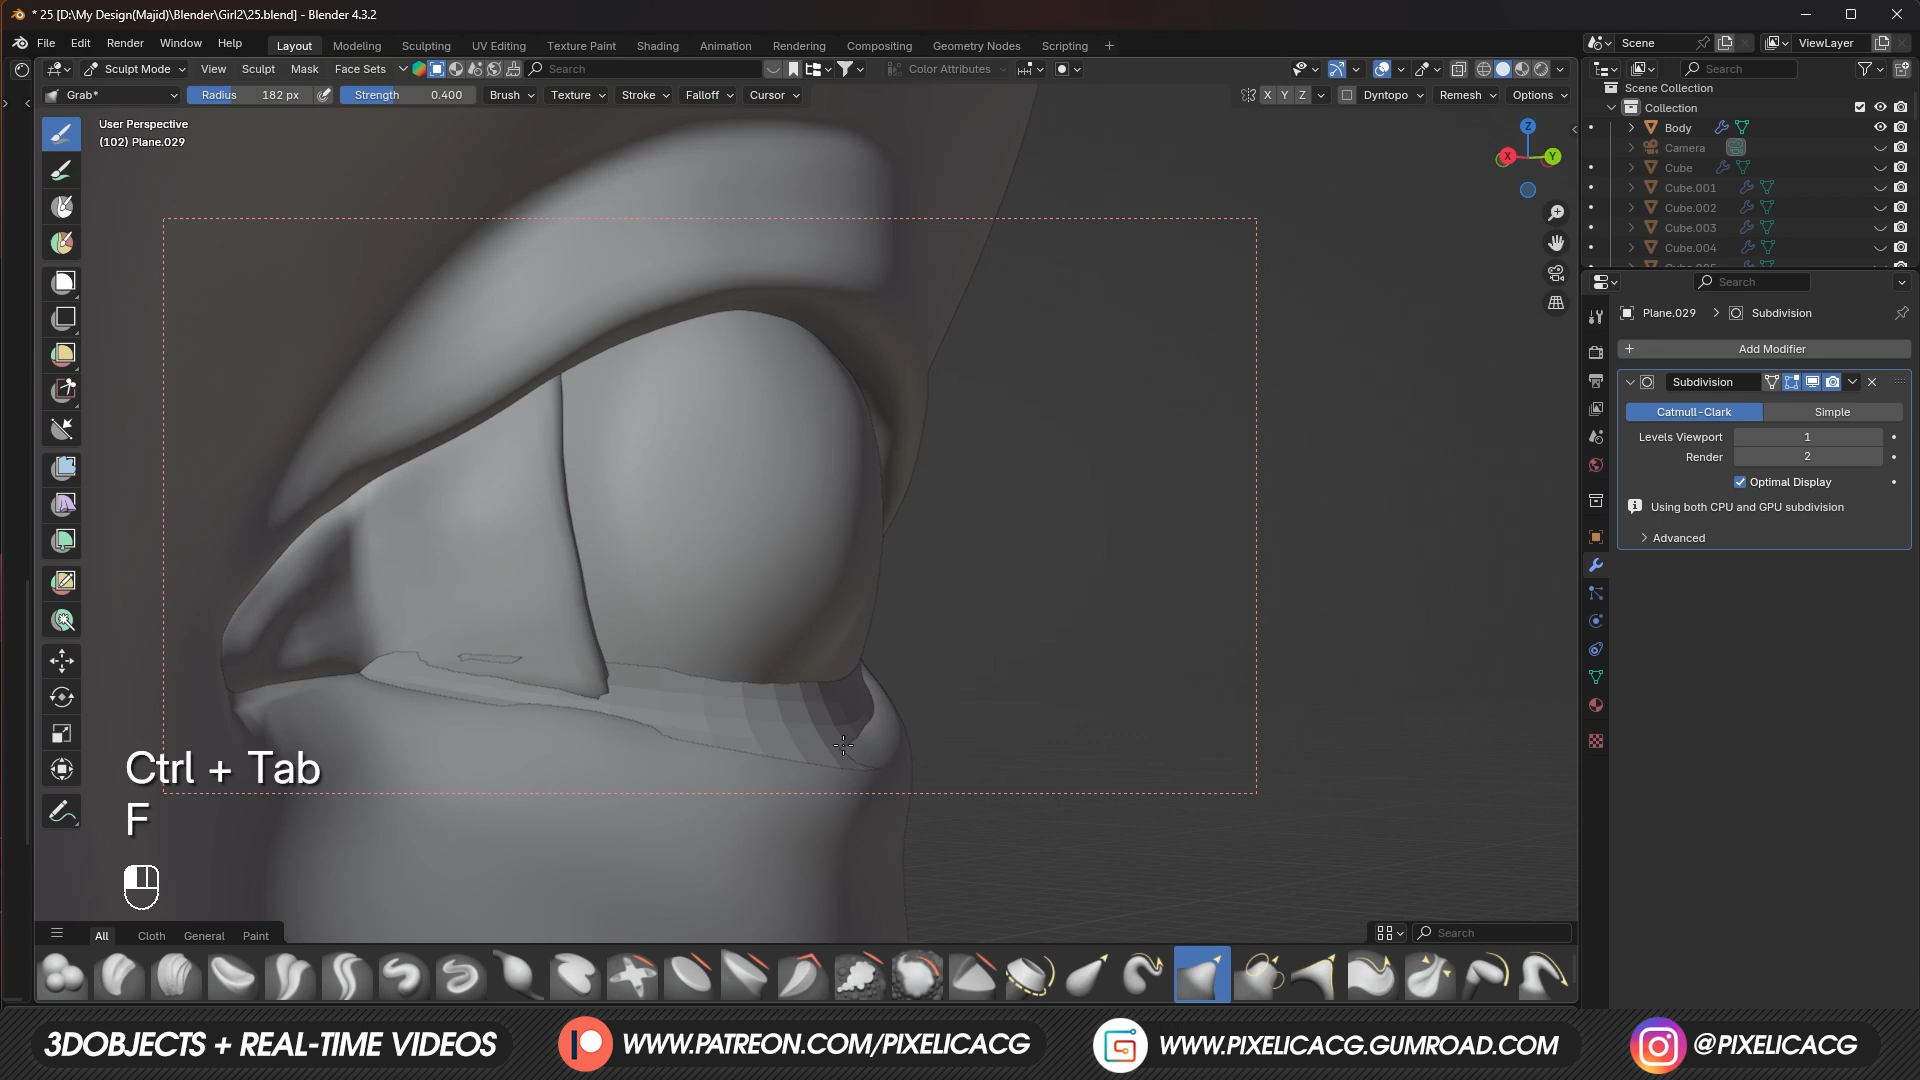 * 25 [D:\My Design(Majid)\Blender\Girl2\25.blend] - Blender 4.3.2
File Edit Render Window Help Layout Modeling Sculpting UV Editing Texture Paint Shading Animation Rendering Compositing Geometry Nodes Scripting + Scene ViewLayer
Sculpt Mode View Sculpt Mask Face Sets Search Color Attributes Search
Grab* Radius 182 px Strength 0.400 Brush Texture Stroke Falloff Cursor X Y Z Dyntopo Remesh Options
Scene Collection
Collection
User Perspective
(102) Plane.029
Z
X
Y
Body
Camera
Cube
Cube.001
Cube.002
Cube.003
Cube.004
Search
Plane.029 > Subdivision
+ Add Modifier
Subdivision
Catmull-Clark Simple
Levels Viewport 1
Render 2
Optimal Display
Using both CPU and GPU subdivision
Advanced
Ctrl + Tab
F
All Cloth General Paint Search
3DOBJECTS + REAL-TIME VIDEOS WWW.PATREON.COM/PIXELICACG WWW.PIXELICACG.GUMROAD.COM @PIXELICACG